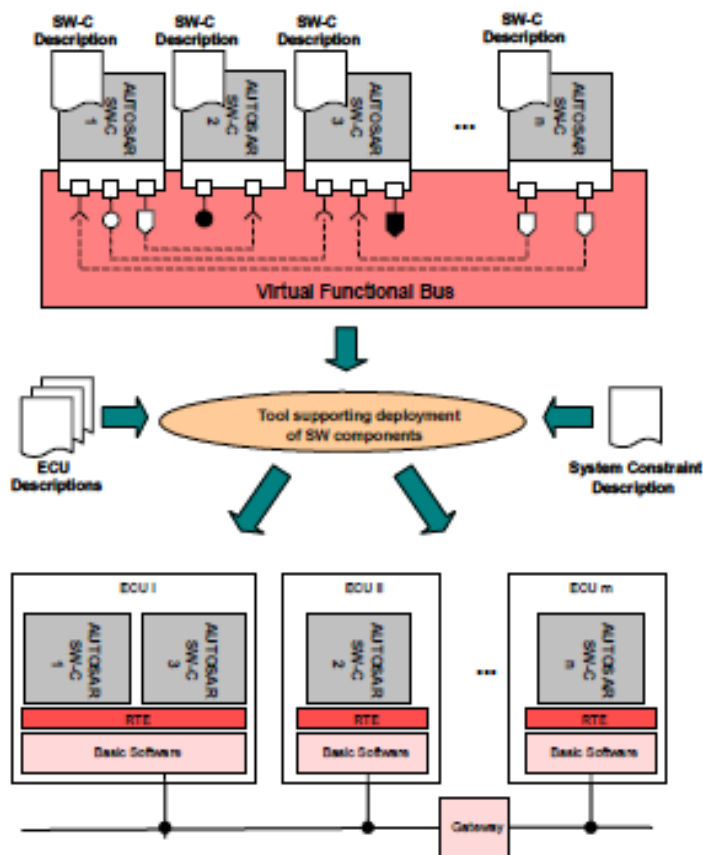 SW-C
Description
SW-C
Description
SW-C
Description
SW-C
Description
AUTOSAR
SW-C
1
AUTOSAR
SW-C
2
AUTOSAR
SW-C
3
...
AUTOSAR
SW-C
n
Virtual Functional Bus
Tool supporting deployment
of SW components
ECU
Descriptions
System Constraint
Description
ECU I
ECU II
ECU m
AUTOSAR
SW-C
1
AUTOSAR
SW-C
3
AUTOSAR
SW-C
2
...
AUTOSAR
SW-C
n
RTE
RTE
RTE
Basic Software
Basic Software
Basic Software
Gateway